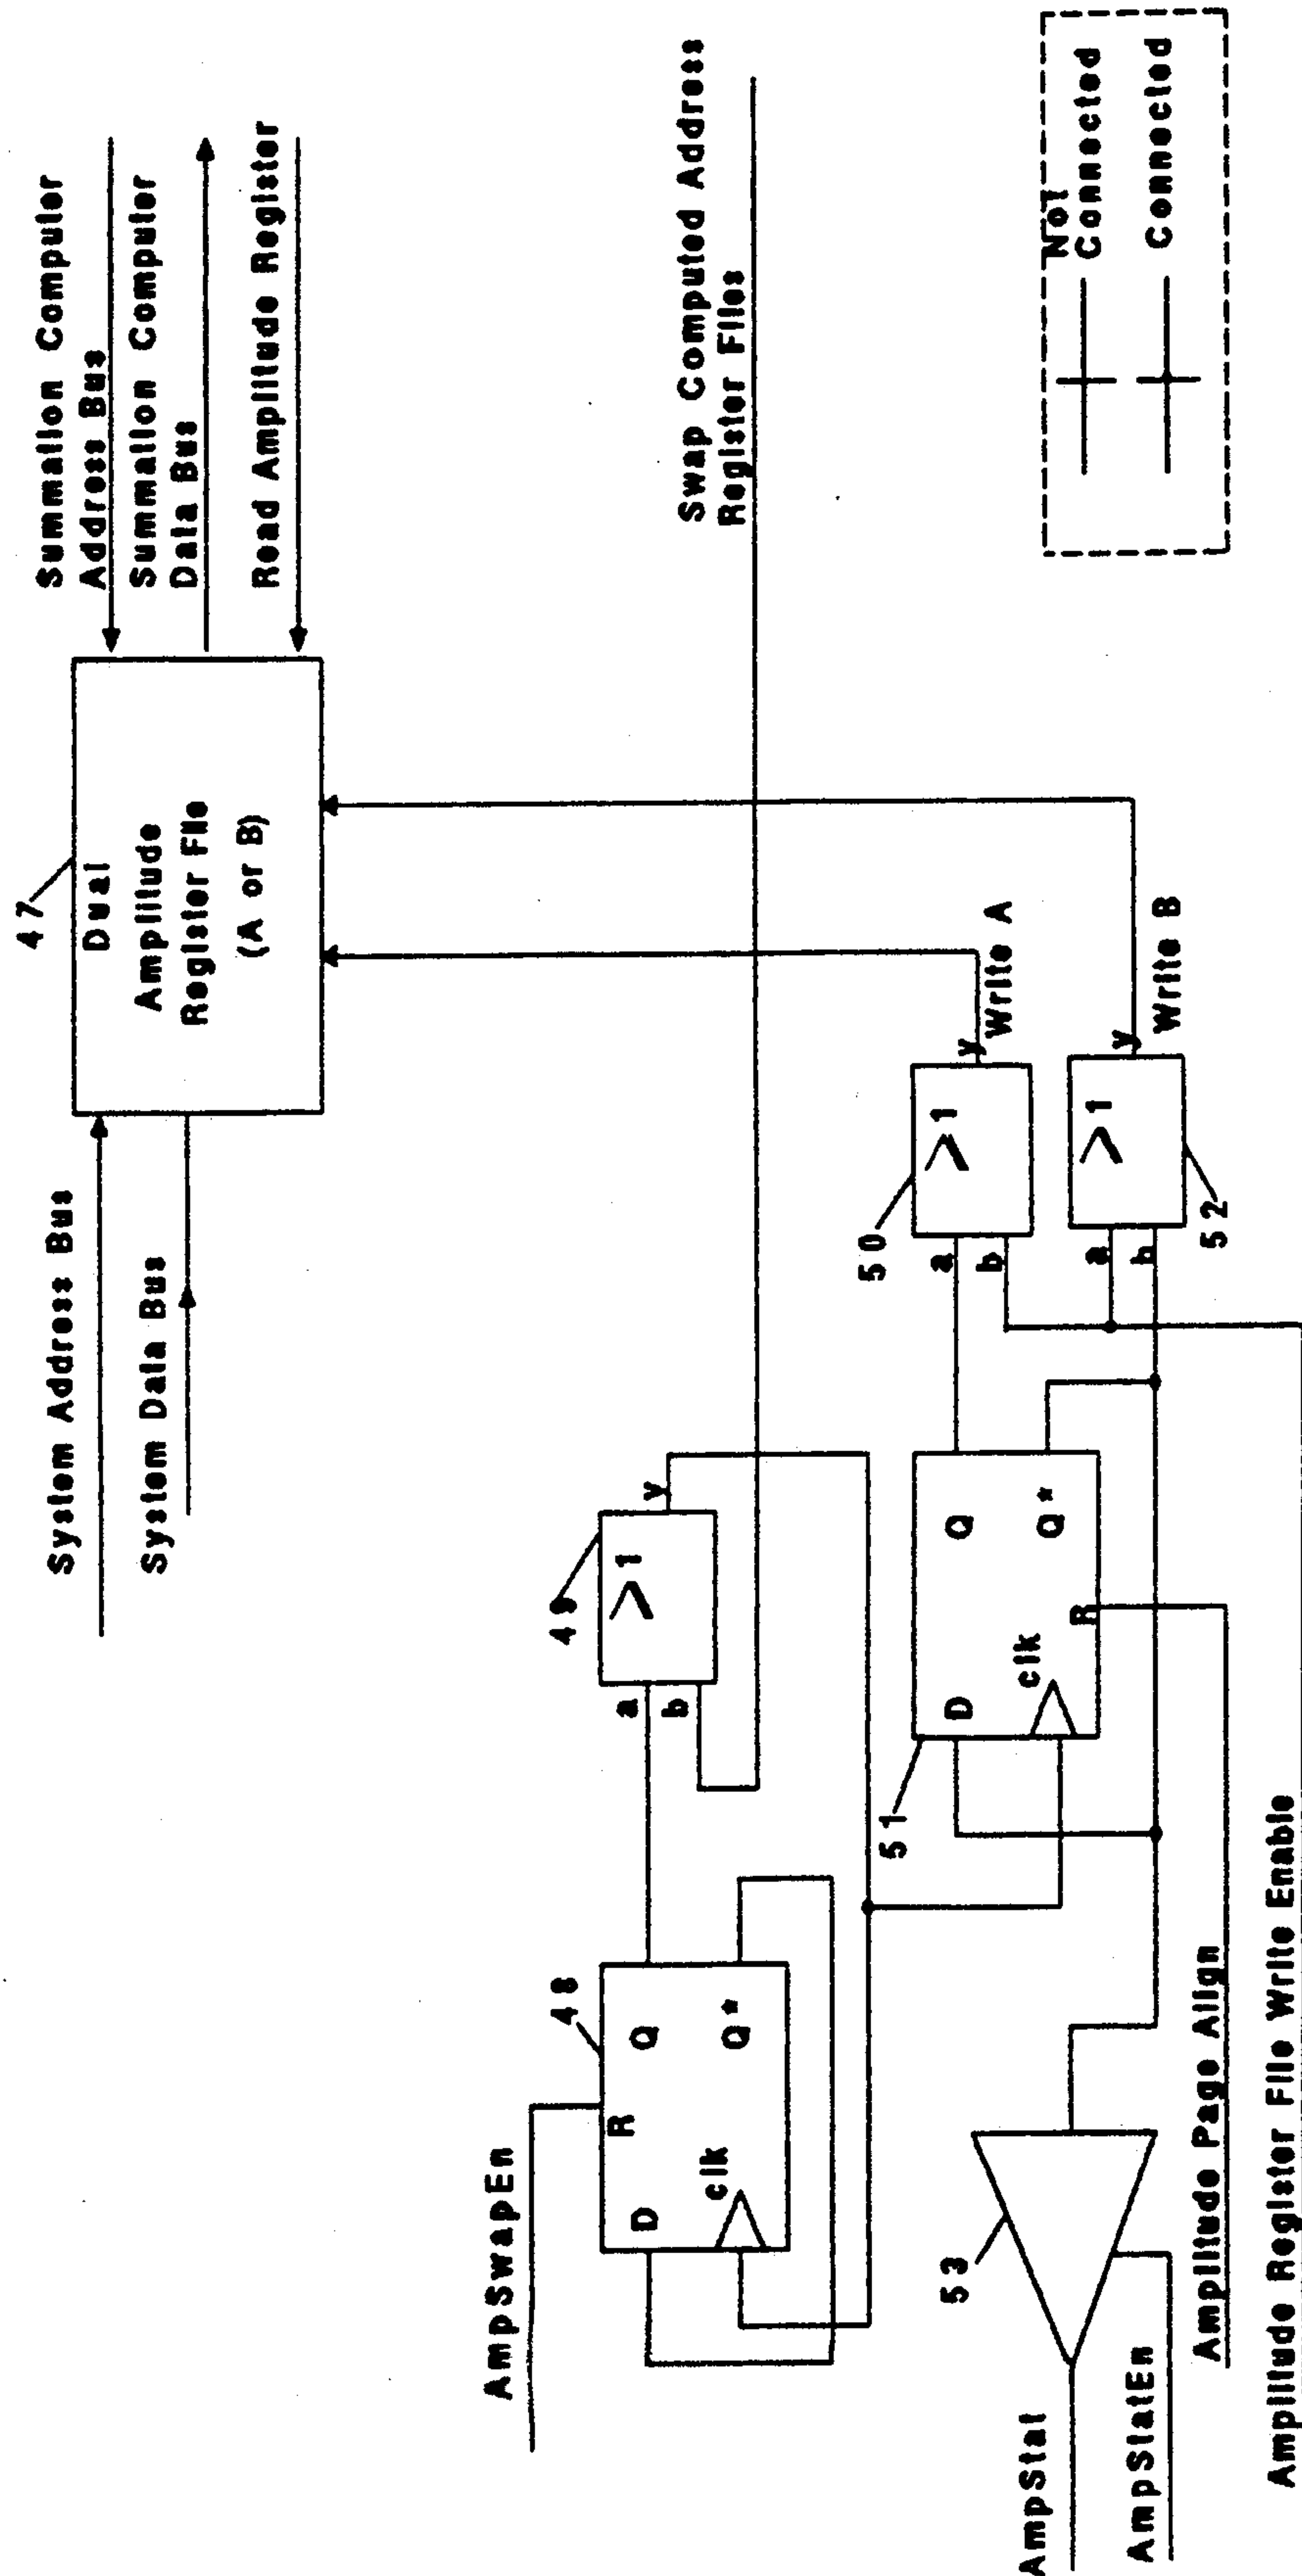 47
System Address Bus
System Data Bus
Dual
Amplitude
Register File
(A or B)
Summation Computer
Address Bus
Summation Computer
Data Bus
Read Amplitude Register
AmpSwapEn
48
R
D
Q
clk
Q*
49
a
b
>1
y
Swap Computed Address
Register Files
51
D
Q
clk
Q*
R
50
a
b
>1
y
Write A
a
b
>1
y
Write B
52
53
AmpStat
AmpStatEn
Amplitude Page Align
Amplitude Register File Write Enable
Not
Connected
Connected